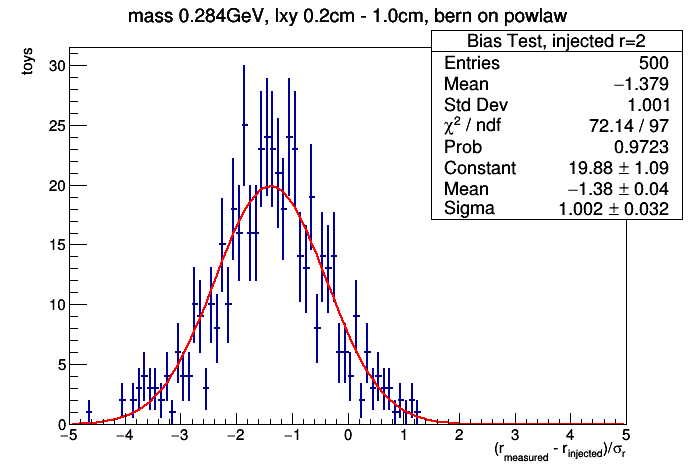 mass 0.284GeV, lxy 0.2cm - 1.0cm, bern on powlaw
Bias Test, injected r=2
Entries 500
Mean −1.379
Std Dev 1.001
χ² / ndf 72.14 / 97
Prob 0.9723
Constant 19.88 ± 1.09
Mean −1.38 ± 0.04
Sigma 1.002 ± 0.032
toys
30
25
20
15
10
5
0
−5 −4 −3 −2 −1 0 1 2 3 4 5
(r_measured - r_injected)/σ_r